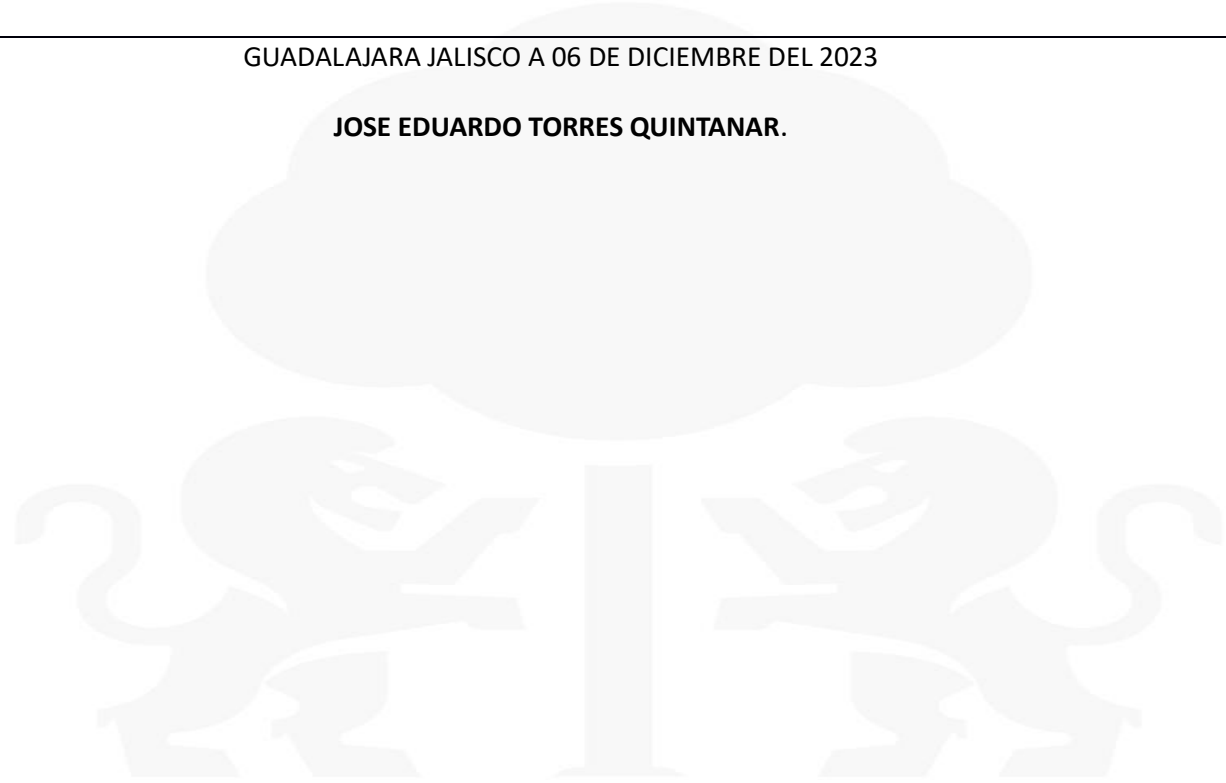 GUADALAJARA JALISCO A 06 DE DICIEMBRE DEL 2023
JOSE EDUARDO TORRES QUINTANAR.